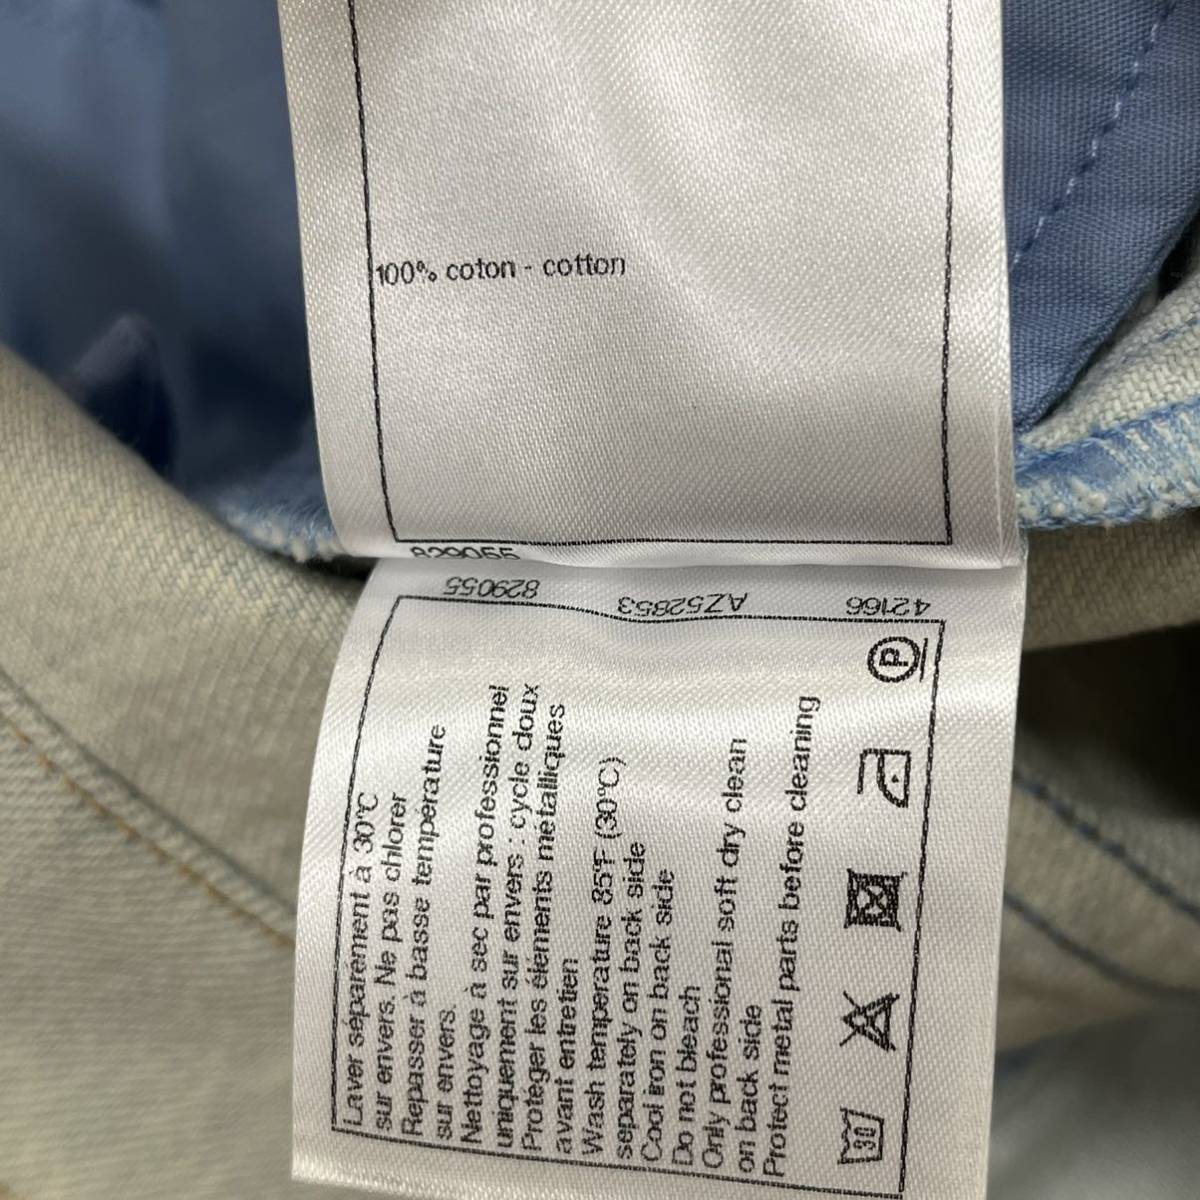 100% coton - cotton
829055
829055 AZ52853 42166
Laver séparement à 30°C
sur envers. Ne pas chlorer
Repasser à basse température
sur envers.
Nettoyage à sec par professionnel
uniquement sur envers : cycle doux
Protéger les éléments métalliques
avant entretien
Wash temperature 85°F (30°C)
separately on back side
Cool iron on back side
Do not bleach
Only professional soft dry clean
on back side
Protect metal parts before cleaning
30
P